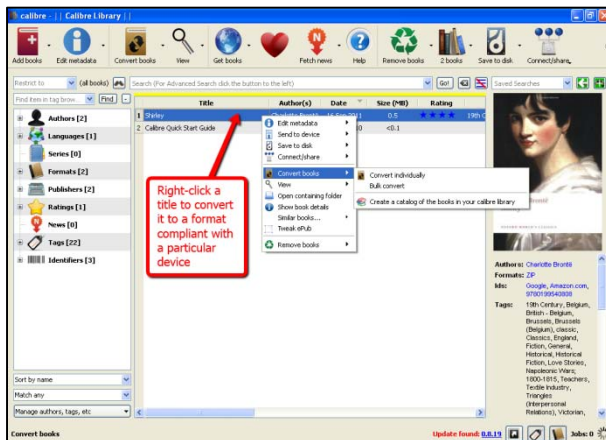 calibre - || Calibre Library ||
Add books Edit metadata Convert books View Get books Fetch news Help Remove books 2 books Save to disk Connect/share
Restrict to (all books) Search (For Advanced Search click the button to the left) Go! Saved Searches
Find item in tag brow... Find
Authors [2]
Languages [1]
Series [0]
Formats [2]
Publishers [2]
Ratings [1]
News [0]
Tags [22]
Identifiers [3]
Title Author(s) Date Size (MB) Rating
1 Shirley Charlotte Brontë 16 Sep 2011 0.5 ★★★★ 19th C
2 Calibre Quick Start Guide <0.1
Edit metadata
Send to device
Save to disk
Connect/share
Convert books
View
Open containing folder
Show book details
Similar books...
Tweak ePub
Remove books
Convert individually
Bulk convert
Create a catalog of the books in your calibre library
Right-click a
title to convert
it to a format
compliant with
a particular
device
Authors: Charlotte Brontë
Formats: ZIP
Ids: Google, Amazon.com,
9780199540808
Tags: 19th Century, Belgium,
British - Belgium,
Brussels, Brussels
(Belgium), classic,
Classics, England,
Fiction, General,
Historical, Historical
Fiction, Love Stories,
Napoleonic Wars;
1800-1815, Teachers,
Textile Industry,
Triangles
(Interpersonal
Relations), Victorian,
Sort by name
Match any
Manage authors, tags, etc
Convert books
Update found: 0.8.19 Jobs: 0